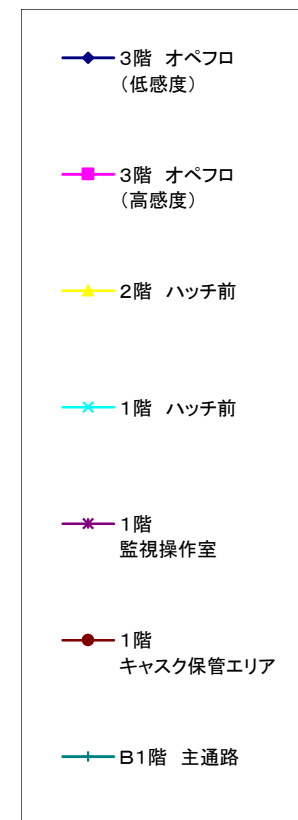 3階 オペフロ
（低感度）
3階 オペフロ
（高感度）
2階 ハッチ前
1階 ハッチ前
1階
監視操作室
1階
キャスク保管エリア
B1階 主通路